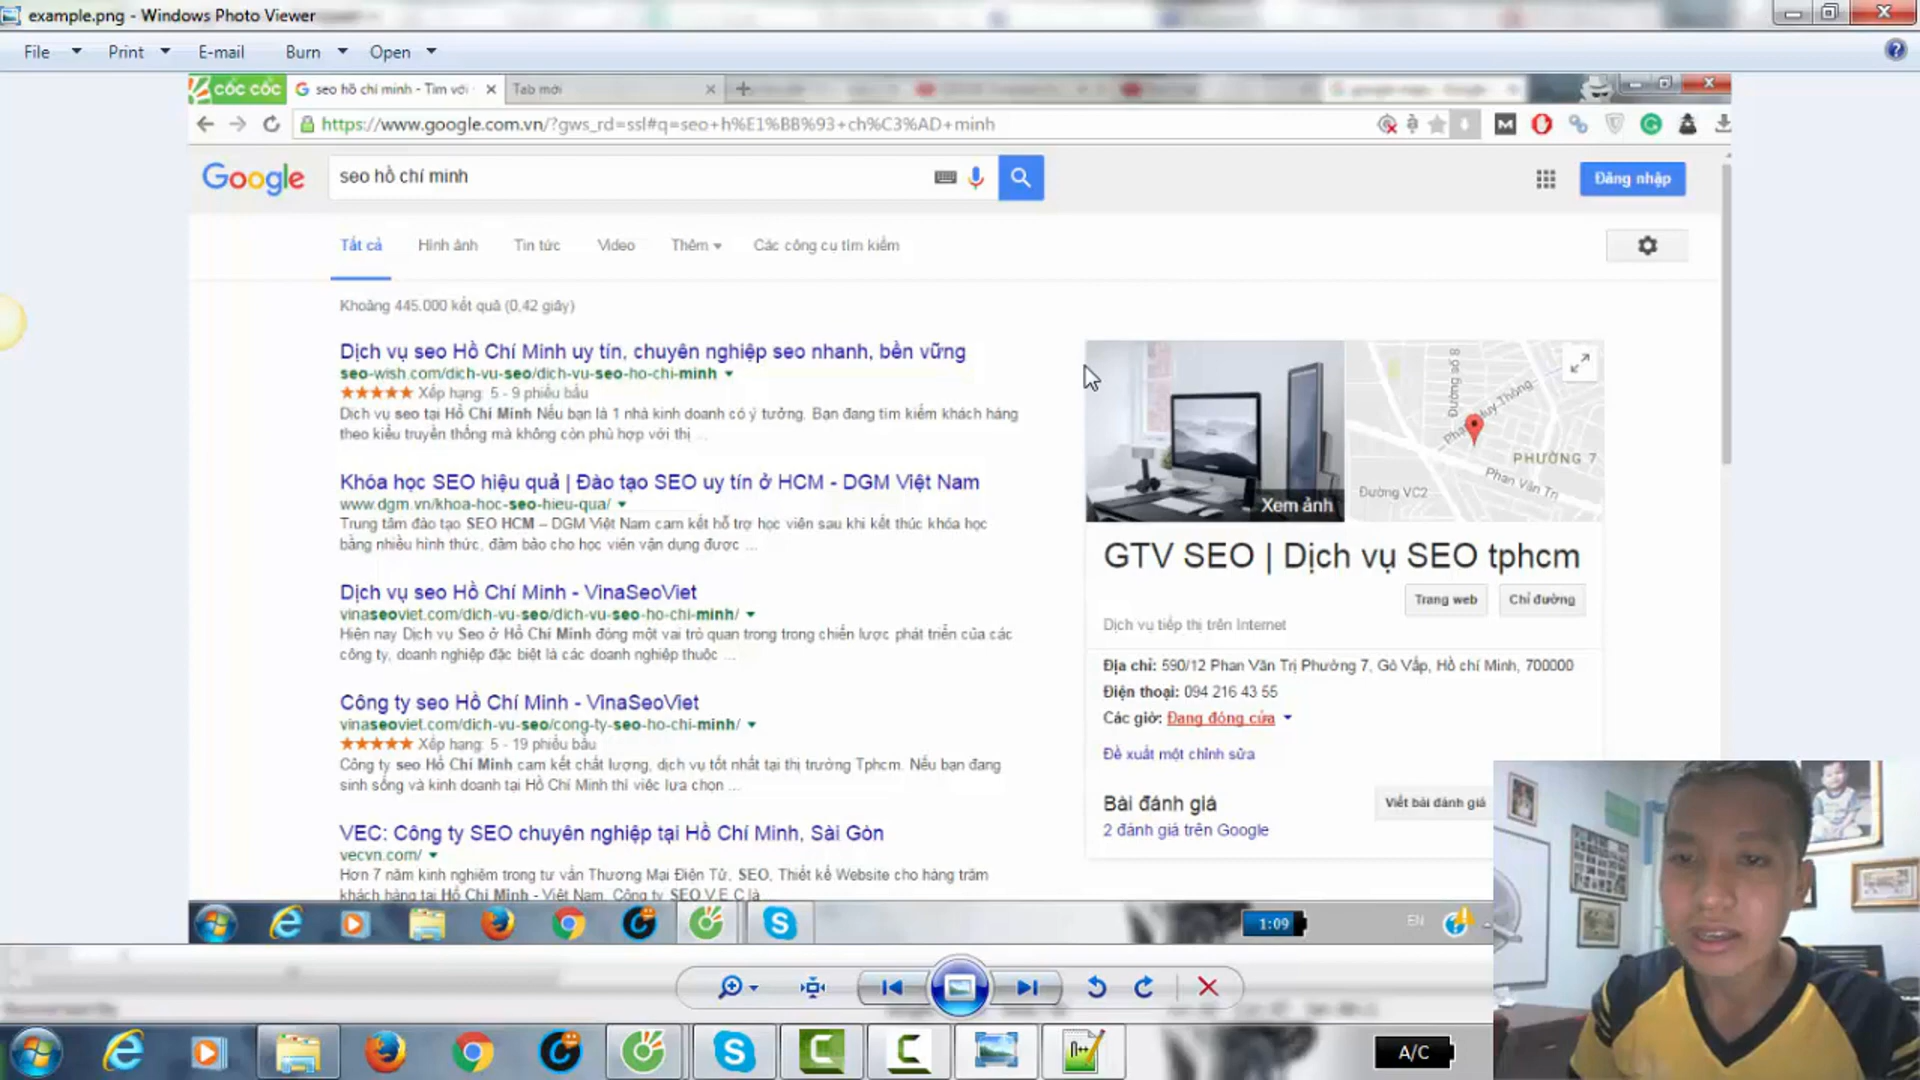 example.png - Windows Photo Viewer
File Print E-mail Burn Open
cốc cốc seo hồ chí minh - Tìm với Tab mới
https://www.google.com.vn/?gws_rd=ssl#q=seo+h%E1%BB%93+ch%C3%AD+minh
Google seo hồ chí minh Đăng nhập
Tất cả Hình ảnh Tin tức Video Thêm Các công cụ tìm kiếm
Khoảng 445.000 kết quả (0,42 giây)
Dịch vụ seo Hồ Chí Minh uy tín, chuyên nghiệp seo nhanh, bền vững
seo-wish.com/dich-vu-seo/dich-vu-seo-ho-chi-minh
Xếp hạng: 5 - 9 phiếu bầu
Dịch vụ seo tại Hồ Chí Minh Nếu bạn là 1 nhà kinh doanh có ý tưởng. Bạn đang tìm kiếm khách hàng
theo kiểu truyền thống mà không còn phù hợp với thị ...
Khóa học SEO hiệu quả | Đào tạo SEO uy tín ở HCM - DGM Việt Nam
www.dgm.vn/khoa-hoc-seo-hieu-qua/
Trung tâm đào tạo SEO HCM – DGM Việt Nam cam kết hỗ trợ học viên sau khi kết thúc khóa học
bằng nhiều hình thức, đảm bảo cho học viên vận dụng được ...
Dịch vụ seo Hồ Chí Minh - VinaSeoViet
vinaseoviet.com/dich-vu-seo/dich-vu-seo-ho-chi-minh/
Hiện nay Dịch vụ Seo ở Hồ Chí Minh đóng một vai trò quan trọng trong chiến lược phát triển của các
công ty, doanh nghiệp đặc biệt là các doanh nghiệp thuộc ...
Công ty seo Hồ Chí Minh - VinaSeoViet
vinaseoviet.com/dich-vu-seo/cong-ty-seo-ho-chi-minh/
Xếp hạng: 5 - 19 phiếu bầu
Công ty seo Hồ Chí Minh cam kết chất lượng, dịch vụ tốt nhất tại thị trường Tphcm. Nếu bạn đang
sinh sống và kinh doanh tại Hồ Chí Minh thì việc lựa chọn ...
VEC: Công ty SEO chuyên nghiệp tại Hồ Chí Minh, Sài Gòn
vecvn.com/
Hơn 7 năm kinh nghiệm trong tư vấn Thương Mại Điện Tử, SEO, Thiết kế Website cho hàng trăm
khách hàng tại Hồ Chí Minh - Việt Nam. Công ty SEO V.E.C là
Xem ảnh
Đường số 8
PHƯỜNG 7
Phan Văn Trị
Đường VC2
GTV SEO | Dịch vụ SEO tphcm
Trang web Chỉ đường
Dịch vụ tiếp thị trên Internet
Địa chỉ: 590/12 Phan Văn Trị Phường 7, Gò Vấp, Hồ chí Minh, 700000
Điện thoại: 094 216 43 55
Các giờ: Đang đóng cửa
Đề xuất một chỉnh sửa
Bài đánh giá Viết bài đánh giá
2 đánh giá trên Google
1:09 EN
A/C